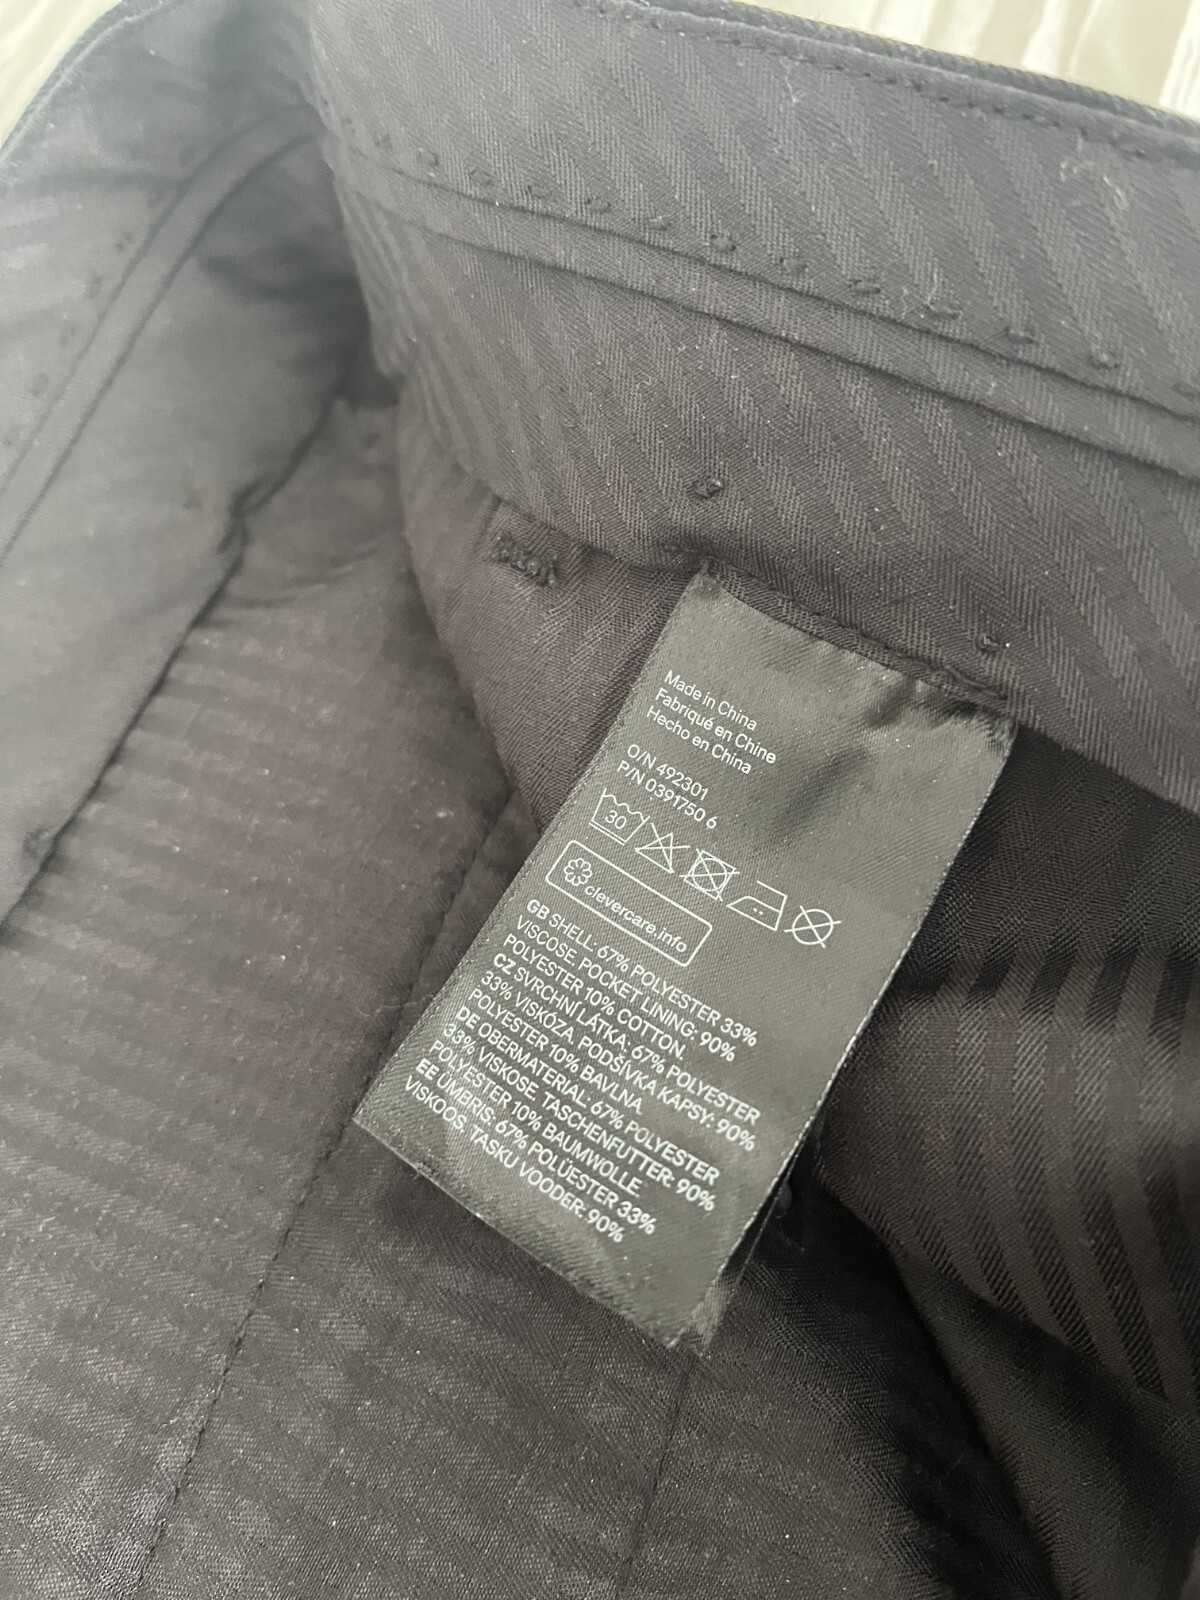 Made in China
Fabriqué en Chine
Hecho en China
O/N 492301
P/N 0391750 6
30
clevercare.info
GB SHELL: 67% POLYESTER 33%
VISCOSE. POCKET LINING: 90%
POLYESTER 10% COTTON.
CZ SVRCHNÍ LÁTKA: 67% POLYESTER
33% VISKÓZA. PODŠÍVKA KAPSY: 90%
POLYESTER 10% BAVLNA.
DE OBERMATERIAL: 67% POLYESTER
33% VISKOSE. TASCHENFUTTER: 90%
POLYESTER 10% BAUMWOLLE.
EE ÜMBRIS: 67% POLÜESTER 33%
VISKOOS. TASKU VOODER: 90%